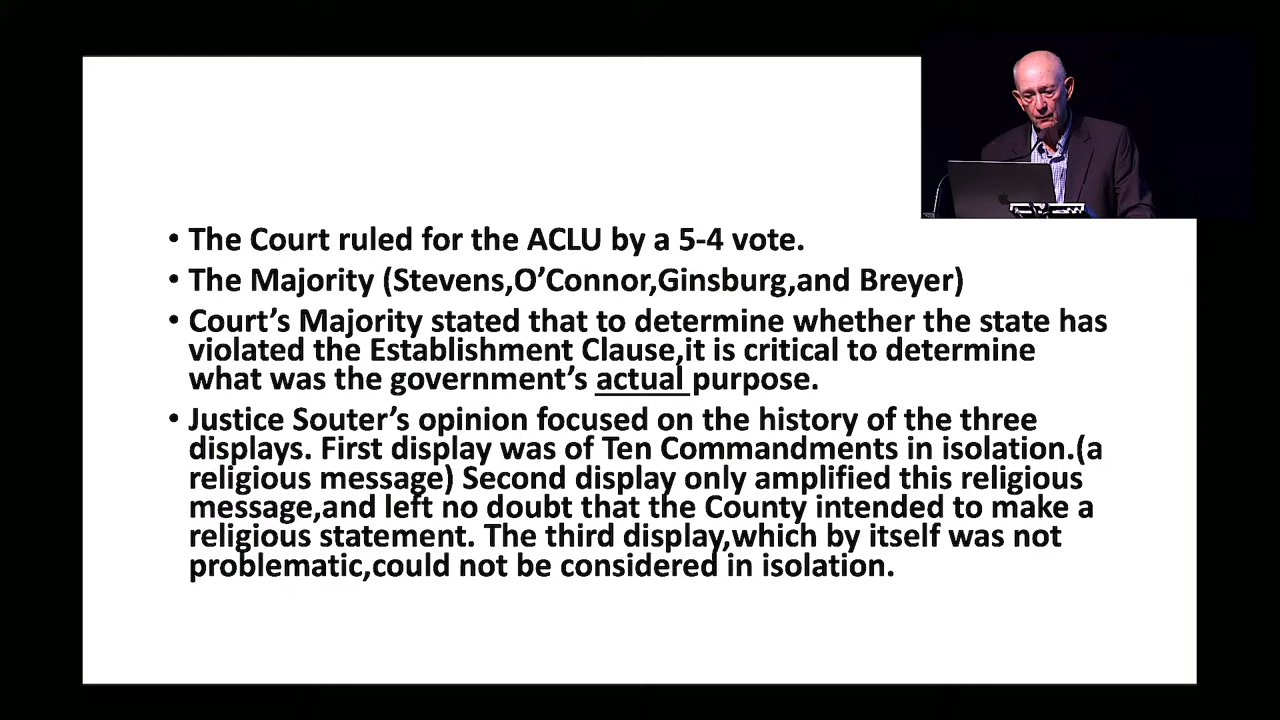 • The Court ruled for the ACLU by a 5-4 vote.
• The Majority (Stevens,O’Connor,Ginsburg,and Breyer)
• Court’s Majority stated that to determine whether the state has
violated the Establishment Clause,it is critical to determine
what was the government’s actual purpose.
• Justice Souter’s opinion focused on the history of the three
displays. First display was of Ten Commandments in isolation.(a
religious message) Second display only amplified this religious
message,and left no doubt that the County intended to make a
religious statement. The third display,which by itself was not
problematic,could not be considered in isolation.